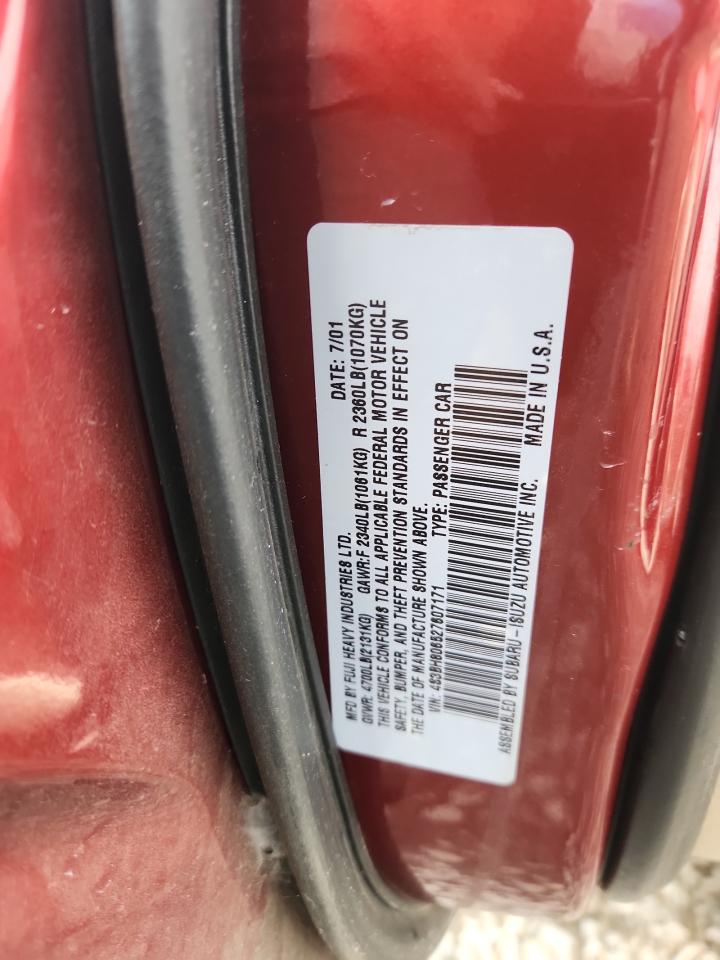 MFD BY FUJI HEAVY INDUSTRIES LTD. DATE: 7/01
GVWR: 4700LB(2131KG) GAWR:F 2340LB(1061KG) R 2360LB(1070KG)
THIS VEHICLE CONFORMS TO ALL APPLICABLE FEDERAL MOTOR VEHICLE
SAFETY, BUMPER, AND THEFT PREVENTION STANDARDS IN EFFECT ON
THE DATE OF MANUFACTURE SHOWN ABOVE.
VIN: TYPE: PASSENGER CAR
ASSEMBLED BY SUBARU-ISUZU AUTOMOTIVE INC. MADE IN U.S.A.